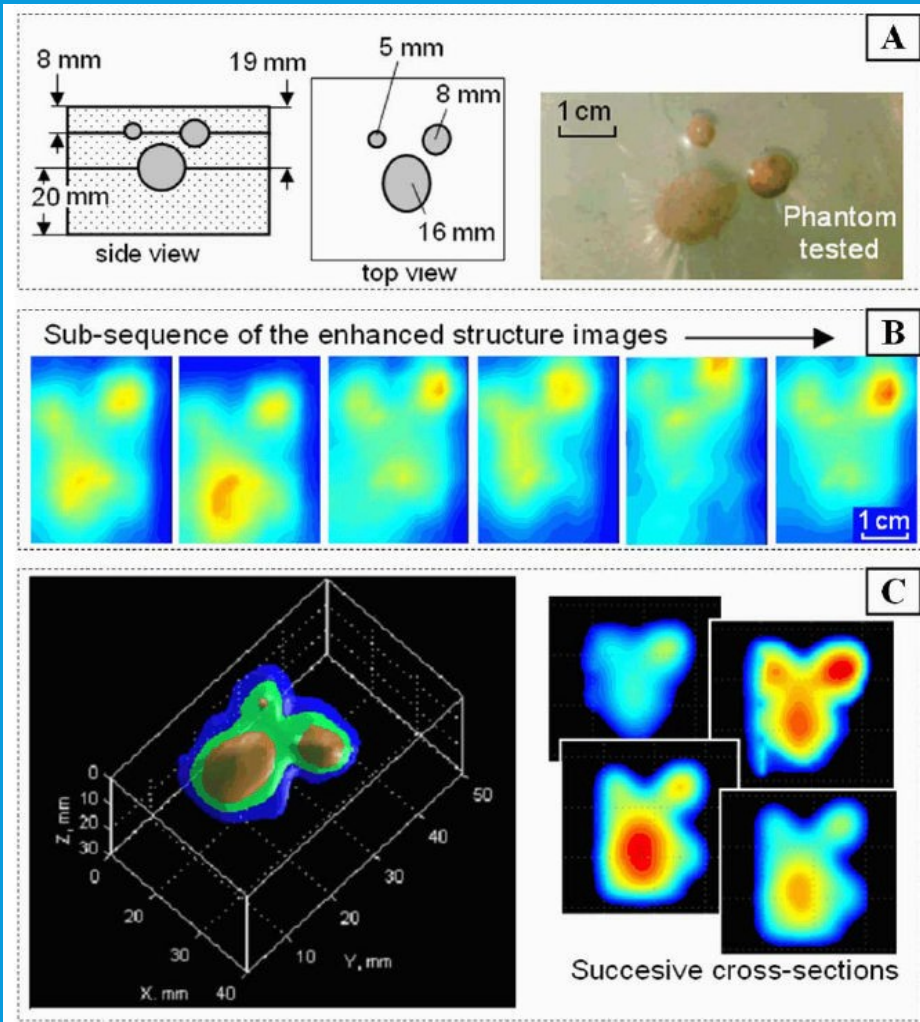 A
8 mm
19 mm
20 mm
side view
5 mm
8 mm
16 mm
top view
1 cm
Phantom
tested
Sub-sequence of the enhanced structure images
B
1 cm
C
0
10
20
30
Z, mm
0
20
30
40
X. mm
10
20
30
40
50
Y, mm
Succesive cross-sections